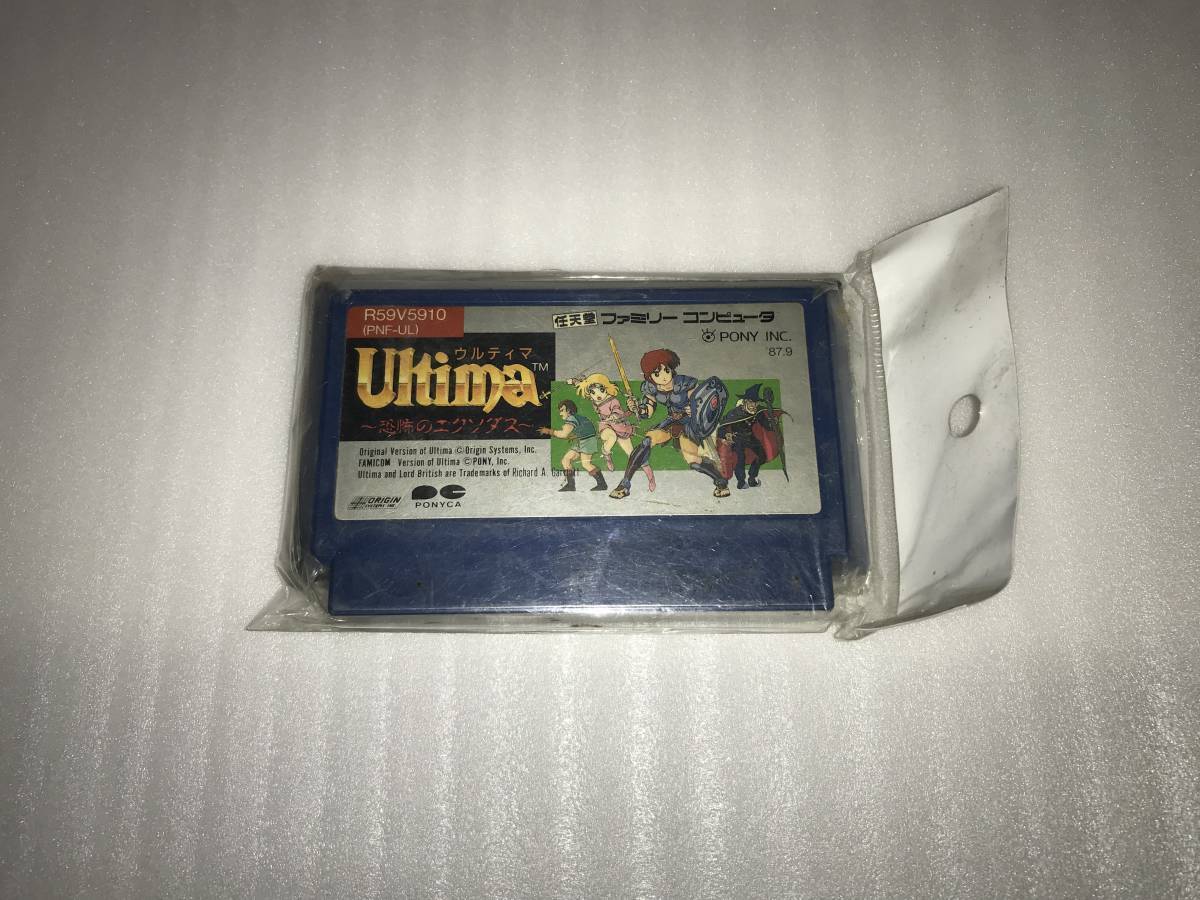 R59V5910
(PNF-UL)
任天堂 ファミリー コンピュータ
PONY INC.
'87.9
ウルティマ
Ultima™
～恐怖のエクソダス～
Original Version of Ultima ©Origin Systems, Inc.
FAMICOM Version of Ultima ©PONY, Inc.
Ultima and Lord British are Trademarks of Richard A. Garriott
ORIGIN
SYSTEMS INC
PONYCA